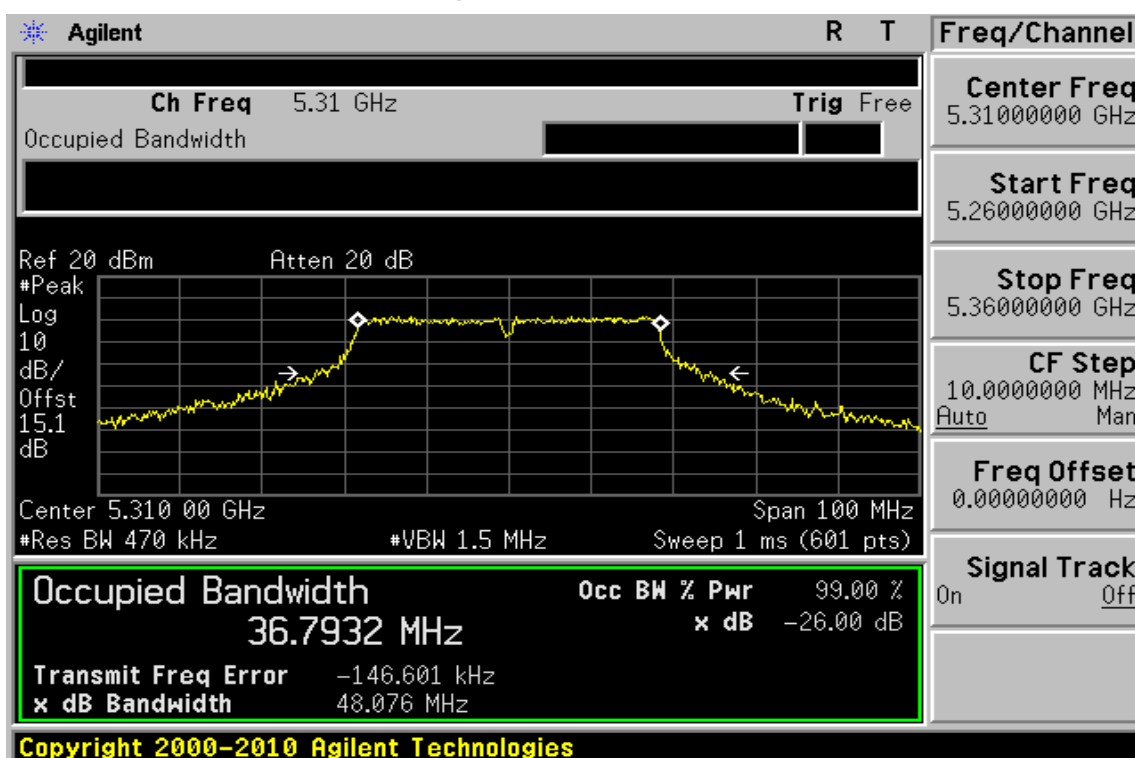 Agilent R T
Freq/Channel
Ch Freq 5.31 GHz Trig Free
Occupied Bandwidth
Center Freq
5.31000000 GHz
Start Freq
5.26000000 GHz
Stop Freq
5.36000000 GHz
CF Step
10.0000000 MHz
Auto Man
Freq Offset
0.00000000 Hz
Signal Track
On Off
Ref 20 dBm Atten 20 dB
#Peak
Log
10
dB/
Offst
15.1
dB
Center 5.310 00 GHz Span 100 MHz
#Res BW 470 kHz #VBW 1.5 MHz Sweep 1 ms (601 pts)
Occupied Bandwidth Occ BW % Pwr 99.00 %
36.7932 MHz x dB -26.00 dB
Transmit Freq Error -146.601 kHz
x dB Bandwidth 48.076 MHz
Copyright 2000-2010 Agilent Technologies